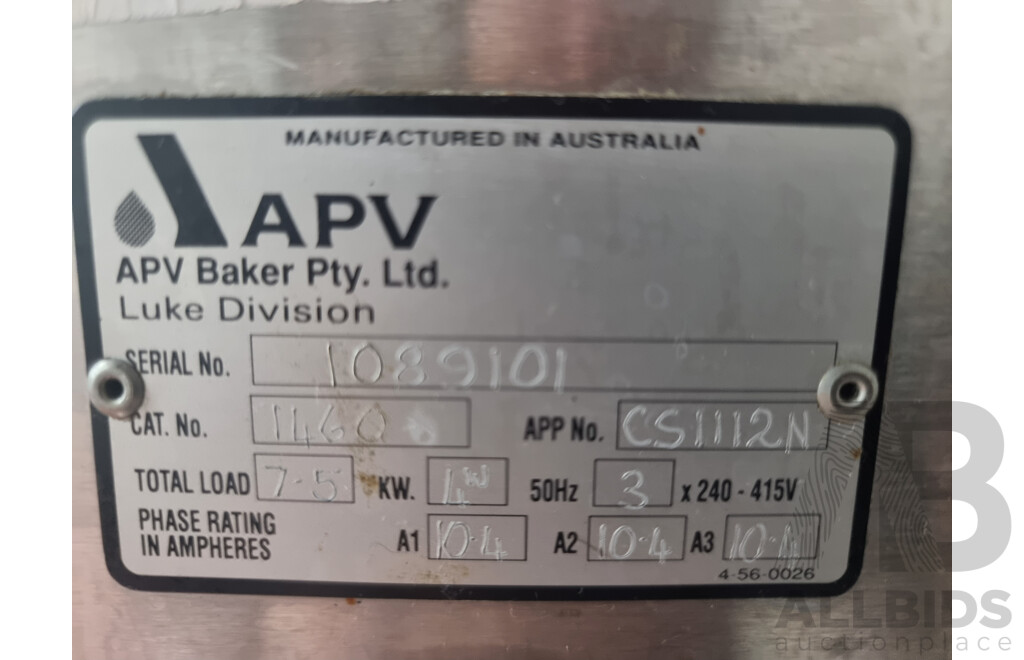 MANUFACTURED IN AUSTRALIA
APV
APV Baker Pty. Ltd.
Luke Division
SERIAL No. 1089101
CAT. No. 1460 APP No. CS1112N
TOTAL LOAD 7.5 KW. 4W 50Hz 3 x 240 - 415V
PHASE RATING
IN AMPHERES A1 10.4 A2 10.4 A3 10.4
4-56-0026
B
ALLBIDS
auctionplace